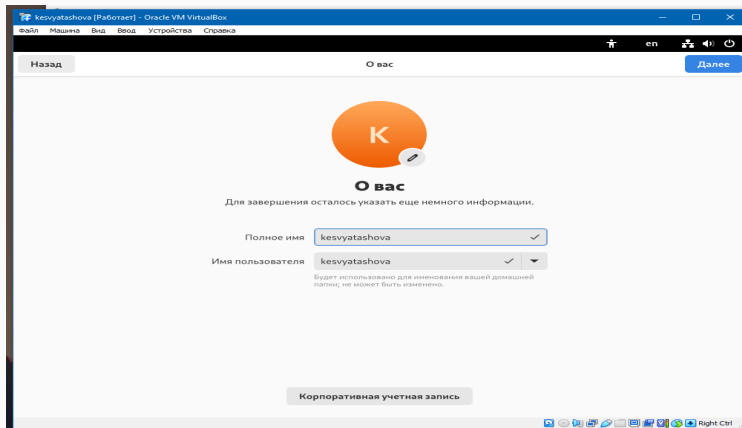 kesvyatashova [Работает] - Oracle VM VirtualBox
Файл Машина Вид Ввод Устройства Справка
en
Назад О вас Далее
K
О вас
Для завершения осталось указать еще немного информации.
Полное имя kesvyatashova
Имя пользователя kesvyatashova
Будет использовано для именования вашей домашней
папки; не может быть изменено.
Корпоративная учетная запись
Right Ctrl